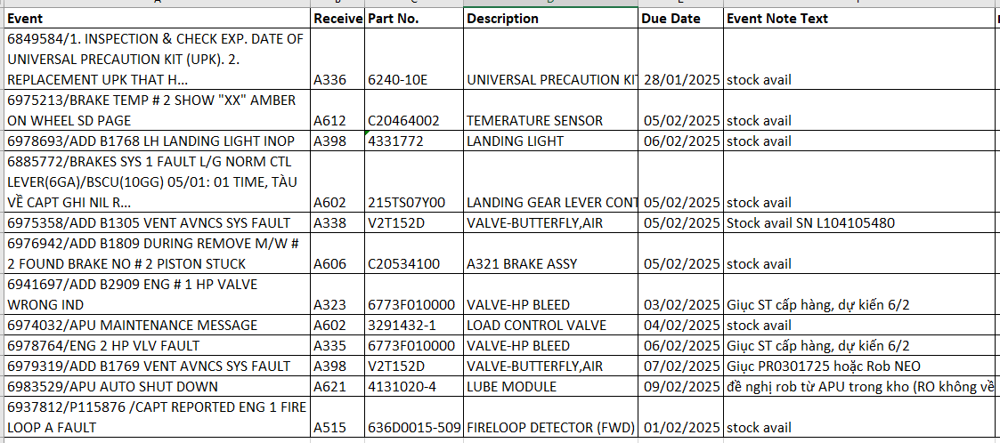 Event Receive Part No. Description Due Date Event Note Text
6849584/1. INSPECTION & CHECK EXP. DATE OF
UNIVERSAL PRECAUTION KIT (UPK). 2.
REPLACEMENT UPK THAT H... A336 6240-10E UNIVERSAL PRECAUTION KIT 28/01/2025 stock avail
6975213/BRAKE TEMP # 2 SHOW "XX" AMBER
ON WHEEL SD PAGE A612 C20464002 TEMERATURE SENSOR 05/02/2025 stock avail
6978693/ADD B1768 LH LANDING LIGHT INOP A398 4331772 LANDING LIGHT 06/02/2025 stock avail
6885772/BRAKES SYS 1 FAULT L/G NORM CTL
LEVER(6GA)/BSCU(10GG) 05/01: 01 TIME, TÀU
VỀ CAPT GHI NIL R... A602 215TS07Y00 LANDING GEAR LEVER CONT 05/02/2025 stock avail
6975358/ADD B1305 VENT AVNCS SYS FAULT A338 V2T152D VALVE-BUTTERFLY,AIR 05/02/2025 Stock avail SN L104105480
6976942/ADD B1809 DURING REMOVE M/W #
2 FOUND BRAKE NO # 2 PISTON STUCK A606 C20534100 A321 BRAKE ASSY 05/02/2025 stock avail
6941697/ADD B2909 ENG # 1 HP VALVE
WRONG IND A323 6773F010000 VALVE-HP BLEED 03/02/2025 Giục ST cấp hàng, dự kiến 6/2
6974032/APU MAINTENANCE MESSAGE A602 3291432-1 LOAD CONTROL VALVE 04/02/2025 stock avail
6978764/ENG 2 HP VLV FAULT A335 6773F010000 VALVE-HP BLEED 06/02/2025 Giục ST cấp hàng, dự kiến 6/2
6979319/ADD B1769 VENT AVNCS SYS FAULT A398 V2T152D VALVE-BUTTERFLY,AIR 07/02/2025 Giục PR0301725 hoặc Rob NEO
6983529/APU AUTO SHUT DOWN A621 4131020-4 LUBE MODULE 09/02/2025 đề nghị rob từ APU trong kho (RO không về
6937812/P115876 /CAPT REPORTED ENG 1 FIRE
LOOP A FAULT A515 636D0015-509 FIRELOOP DETECTOR (FWD) 01/02/2025 stock avail